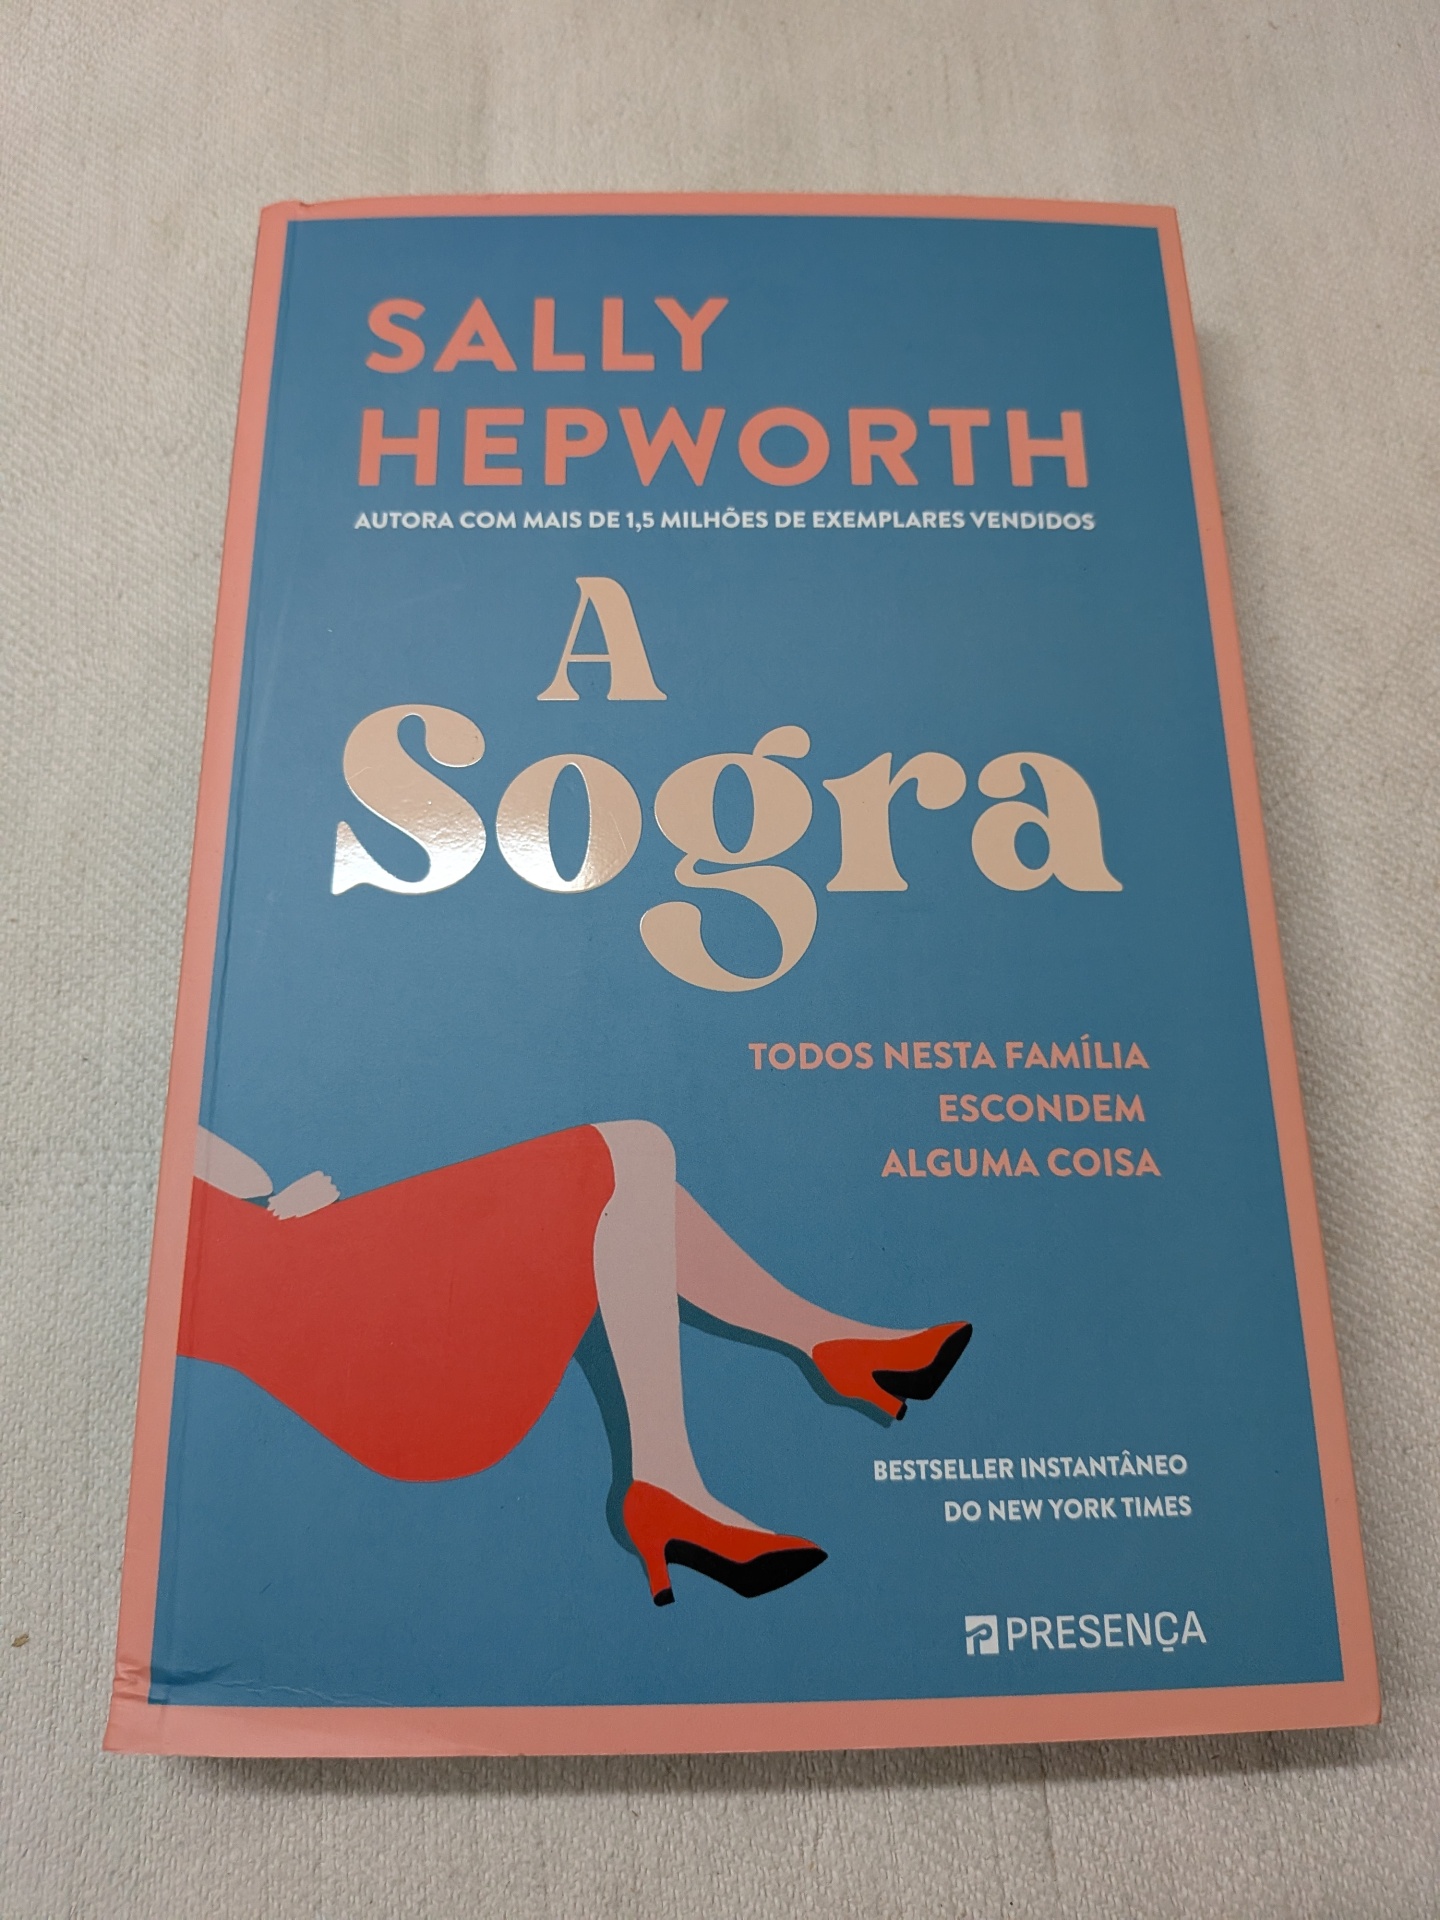 SALLY
HEPWORTH
AUTORA COM MAIS DE 1,5 MILHÕES DE EXEMPLARES VENDIDOS
A
Sogra
TODOS NESTA FAMÍLIA
ESCONDEM
ALGUMA COISA
BESTSELLER INSTANTÂNEO
DO NEW YORK TIMES
PRESENÇA